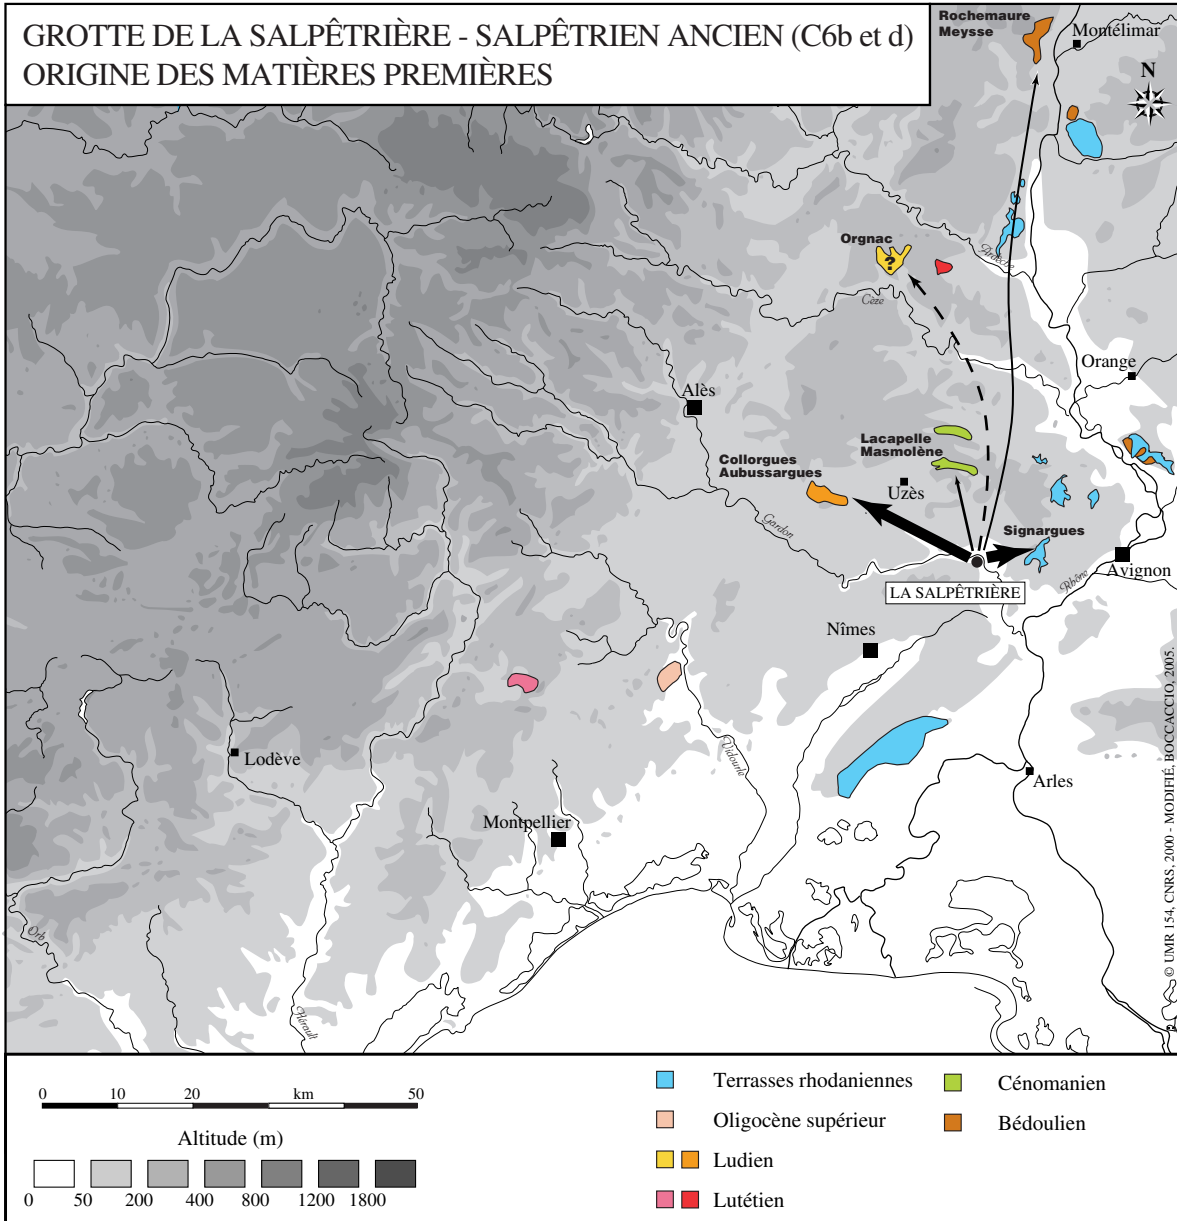 GROTTE DE LA SALPÊTRIÈRE - SALPÊTRIEN ANCIEN (C6b et d)
ORIGINE DES MATIÈRES PREMIÈRES
Rochemaure
Meysse
Montélimar
N
Orgnac
?
Ardèche
Cèze
Orange
Alès
Lacapelle
Masmolène
Collorgues
Aubussargues
Uzès
Gardon
Signargues
Avignon
Rhône
LA SALPÊTRIÈRE
Nîmes
Lodève
Vidourle
Arles
Montpellier
Orb
Hérault
© UMR 154, CNRS, 2000 - MODIFIÉ, BOCCACCIO, 2005.
0 10 20 km 50
Altitude (m)
0 50 200 400 800 1200 1800
Terrasses rhodaniennes
Oligocène supérieur
Ludien
Lutétien
Cénomanien
Bédoulien